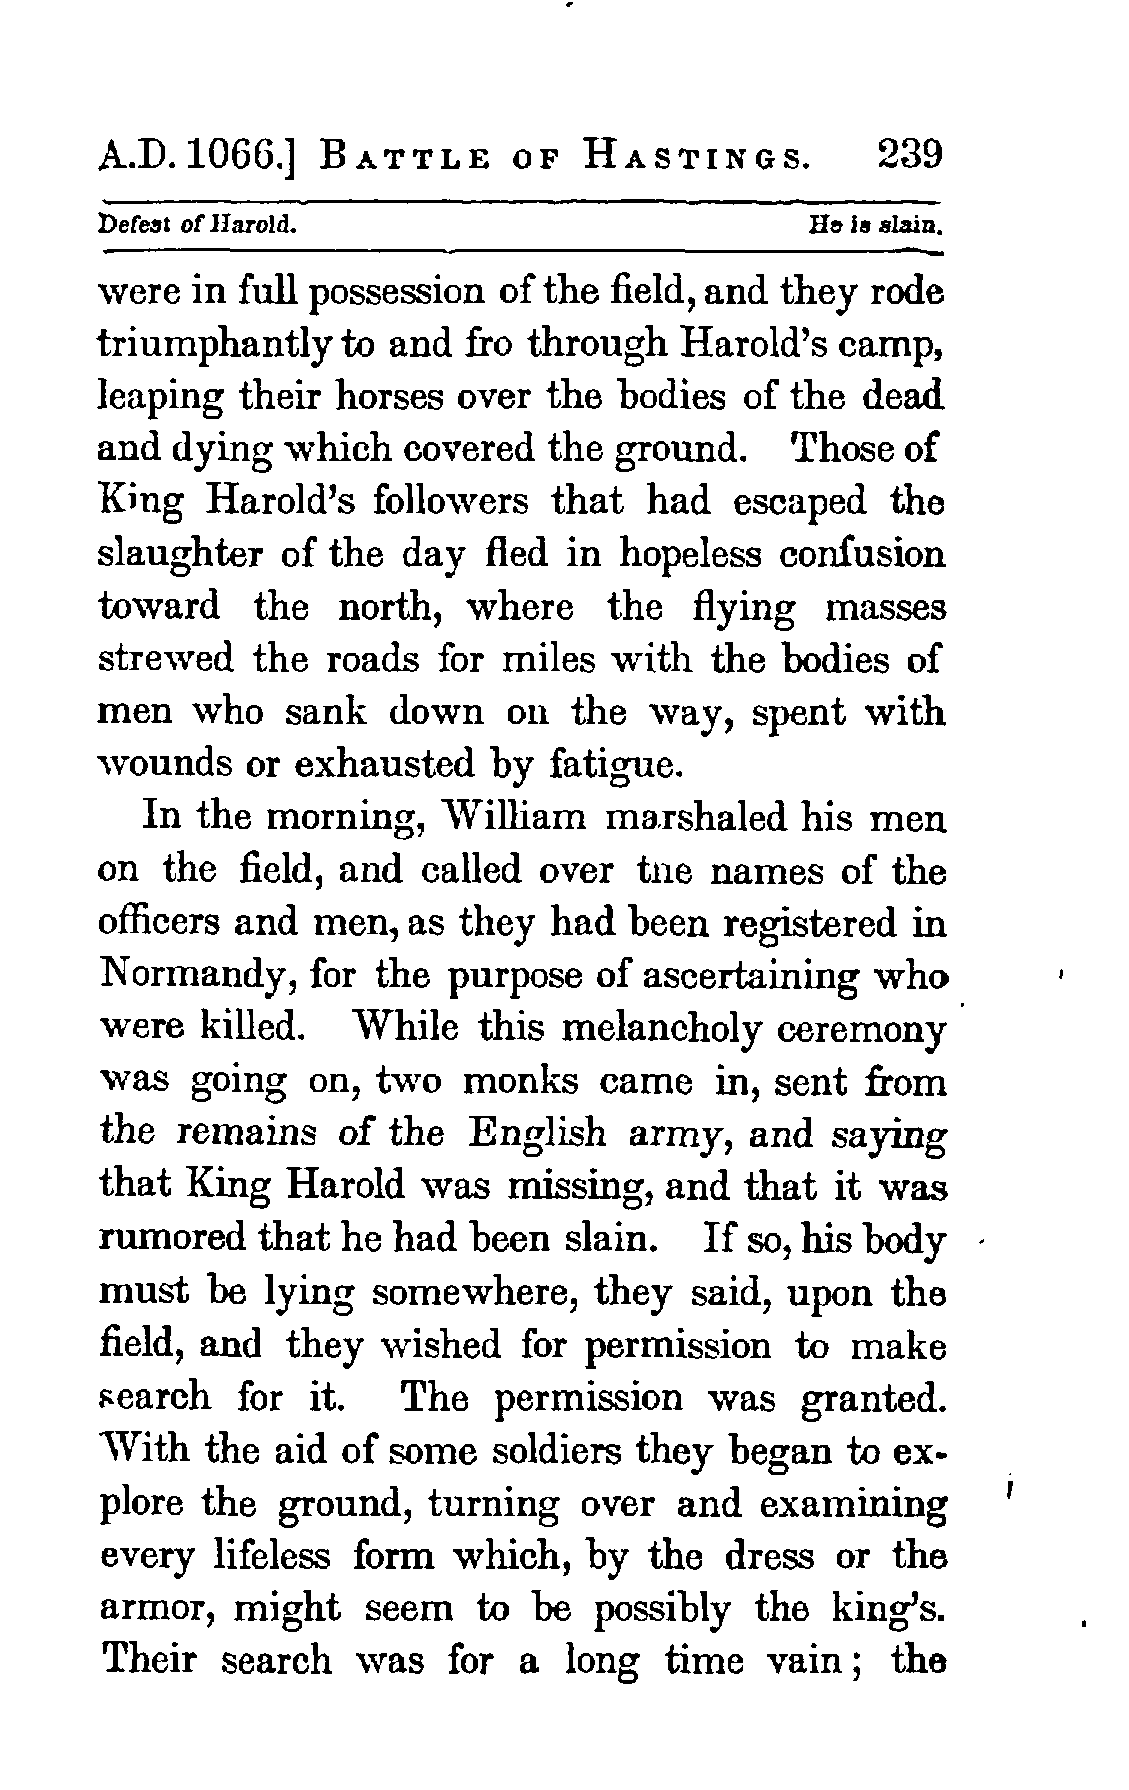 A.D. 1066.] BATTLE OF HASTINGS. 239
Defeat of Harold. He is slain.
were in full possession of the field, and they rode
triumphantly to and fro through Harold's camp,
leaping their horses over the bodies of the dead
and dying which covered the ground. Those of
King Harold's followers that had escaped the
slaughter of the day fled in hopeless confusion
toward the north, where the flying masses
strewed the roads for miles with the bodies of
men who sank down on the way, spent with
wounds or exhausted by fatigue.
In the morning, William marshaled his men
on the field, and called over the names of the
officers and men, as they had been registered in
Normandy, for the purpose of ascertaining who
were killed. While this melancholy ceremony
was going on, two monks came in, sent from
the remains of the English army, and saying
that King Harold was missing, and that it was
rumored that he had been slain. If so, his body
must be lying somewhere, they said, upon the
field, and they wished for permission to make
search for it. The permission was granted.
With the aid of some soldiers they began to ex-
plore the ground, turning over and examining
every lifeless form which, by the dress or the
armor, might seem to be possibly the king's.
Their search was for a long time vain; the